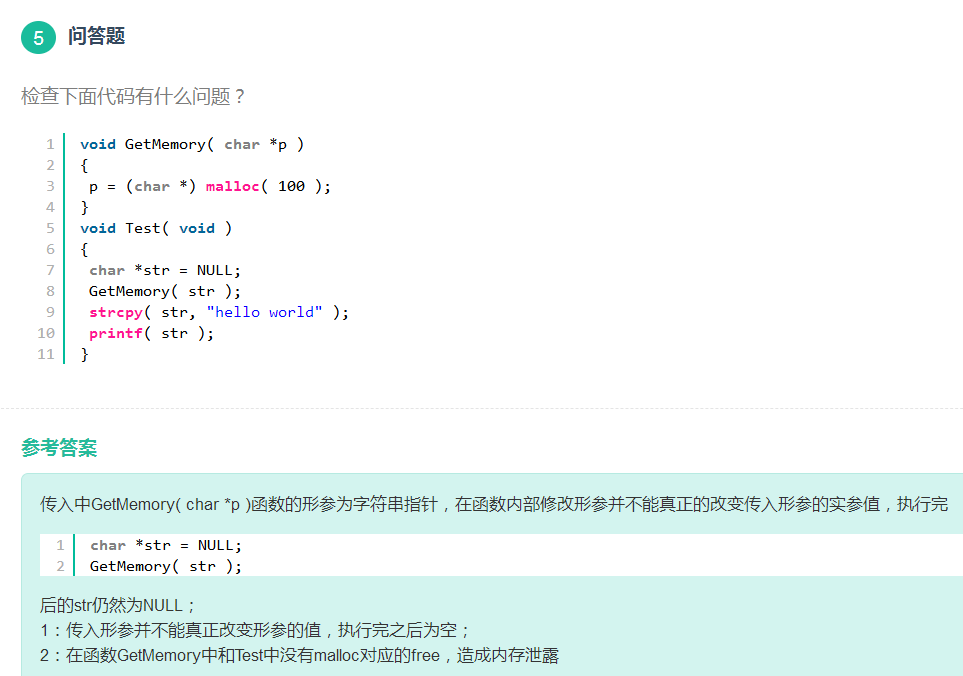 5 问答题
检查下面代码有什么问题？
1 void GetMemory( char *p )
2 {
3 p = (char *) malloc( 100 );
4 }
5 void Test( void )
6 {
7 char *str = NULL;
8 GetMemory( str );
9 strcpy( str, "hello world" );
10 printf( str );
11 }
参考答案
传入中GetMemory( char *p )函数的形参为字符串指针，在函数内部修改形参并不能真正的改变传入形参的实参值，执行完
1 char *str = NULL;
2 GetMemory( str );
后的str仍然为NULL；
1：传入形参并不能真正改变形参的值，执行完之后为空；
2：在函数GetMemory中和Test中没有malloc对应的free，造成内存泄露